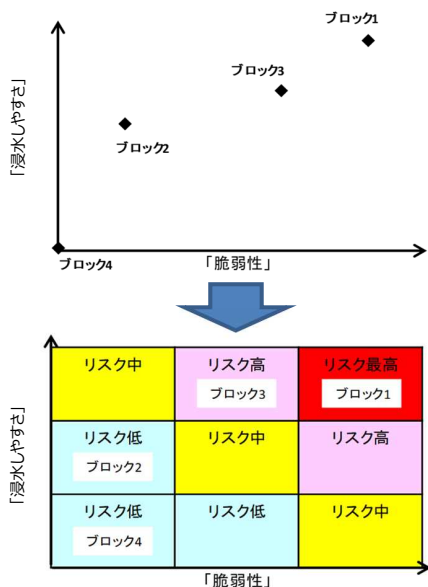 ブロック1
ブロック3
ブロック2
ブロック4
「浸水しやすさ」
「脆弱性」
リスク中
リスク高
リスク最高
ブロック3
ブロック1
リスク低
リスク中
リスク高
ブロック2
リスク低
リスク低
リスク中
ブロック4
「浸水しやすさ」
「脆弱性」